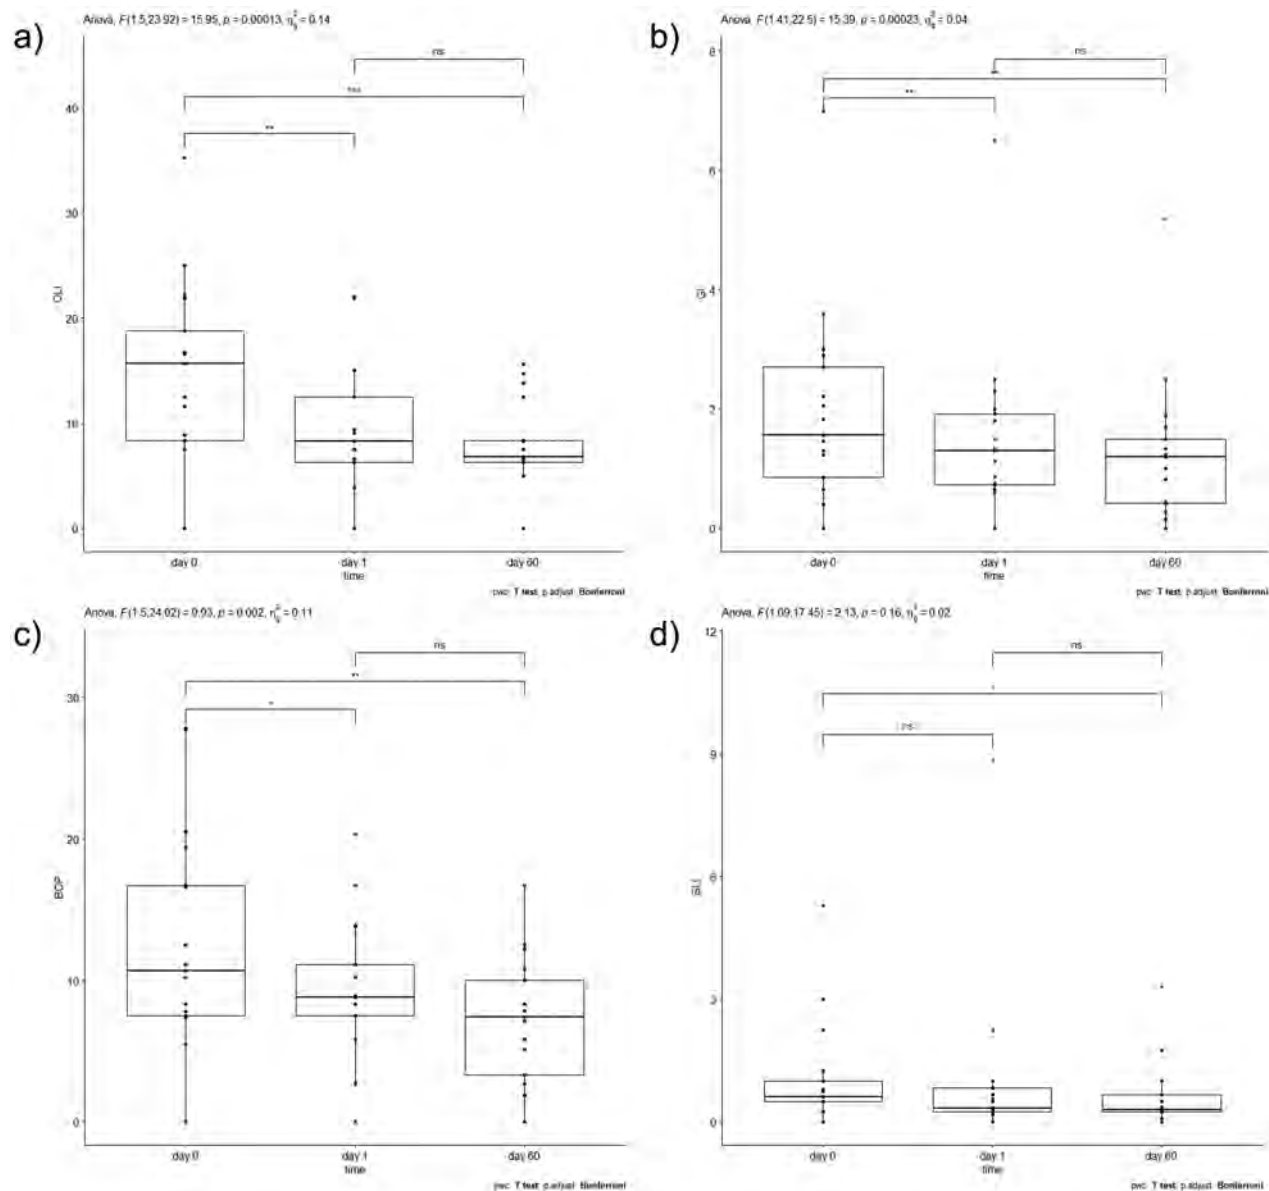 a)
Anova, F(1.5,23.92) = 15.95, p = 0.00013, η²g = 0.14
ns
**
40
30
20
10
0
OLI
day 0 day 1 day 60
time
pwc: T test; p.adjust: Bonferroni
b)
Anova, F(1.41,22.5) = 15.39, p = 0.00023, η²g = 0.04
ns
8
6
4
2
0
GI
day 0 day 1 day 60
time
pwc: T test; p.adjust: Bonferroni
c)
Anova, F(1.5,24.02) = 9.93, p = 0.002, η²g = 0.11
ns
*
30
20
10
0
BOP
day 0 day 1 day 60
time
pwc: T test; p.adjust: Bonferroni
d)
Anova, F(1.09,17.45) = 2.13, p = 0.16, η²g = 0.02
ns
ns
12
9
6
3
0
day 0 day 1 day 60
time
pwc: T test; p.adjust: Bonferroni